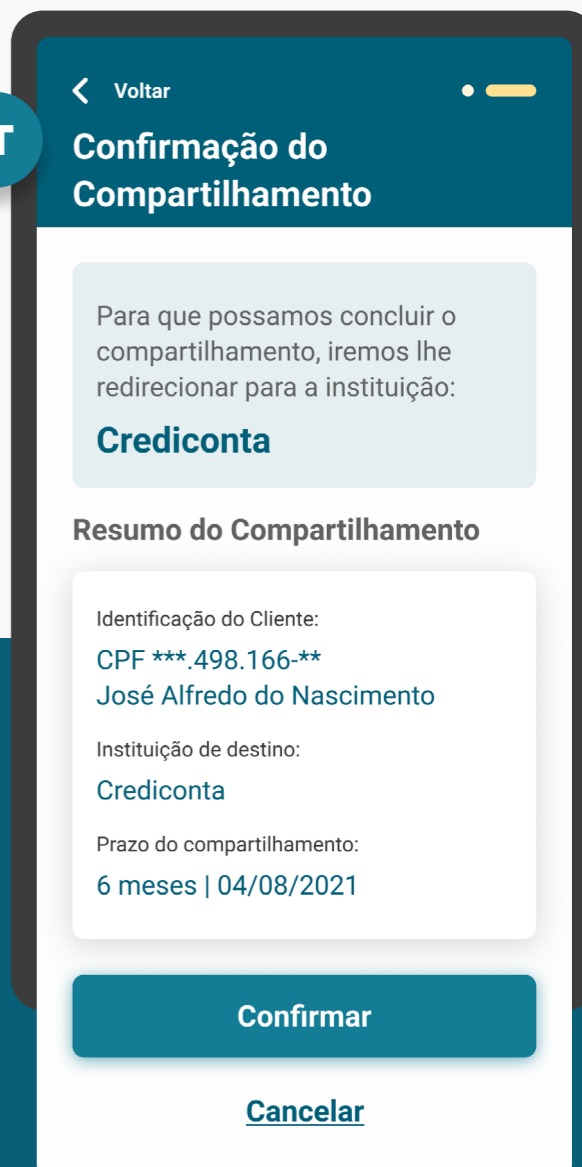 Voltar
T
Confirmação do
Compartilhamento
Para que possamos concluir o
compartilhamento, iremos lhe
redirecionar para a instituição:
Crediconta
Resumo do Compartilhamento
Identificação do Cliente:
CPF ***.498.166-**
José Alfredo do Nascimento
Instituição de destino:
Crediconta
Prazo do compartilhamento:
6 meses | 04/08/2021
Confirmar
Cancelar